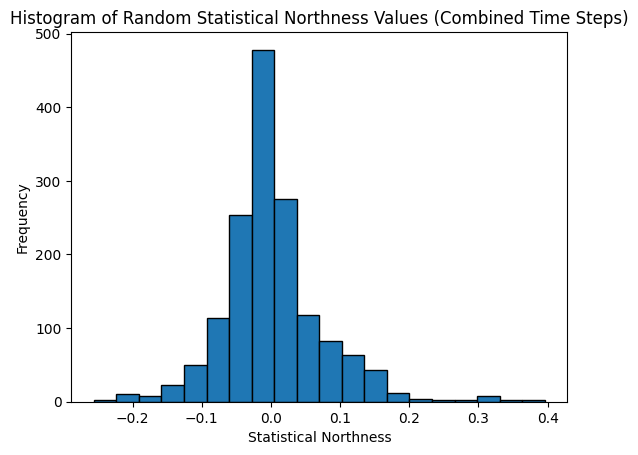 Histogram of Random Statistical Northness Values (Combined Time Steps)
500
400
300
200
100
0
Frequency
−0.2 −0.1 0.0 0.1 0.2 0.3 0.4
Statistical Northness